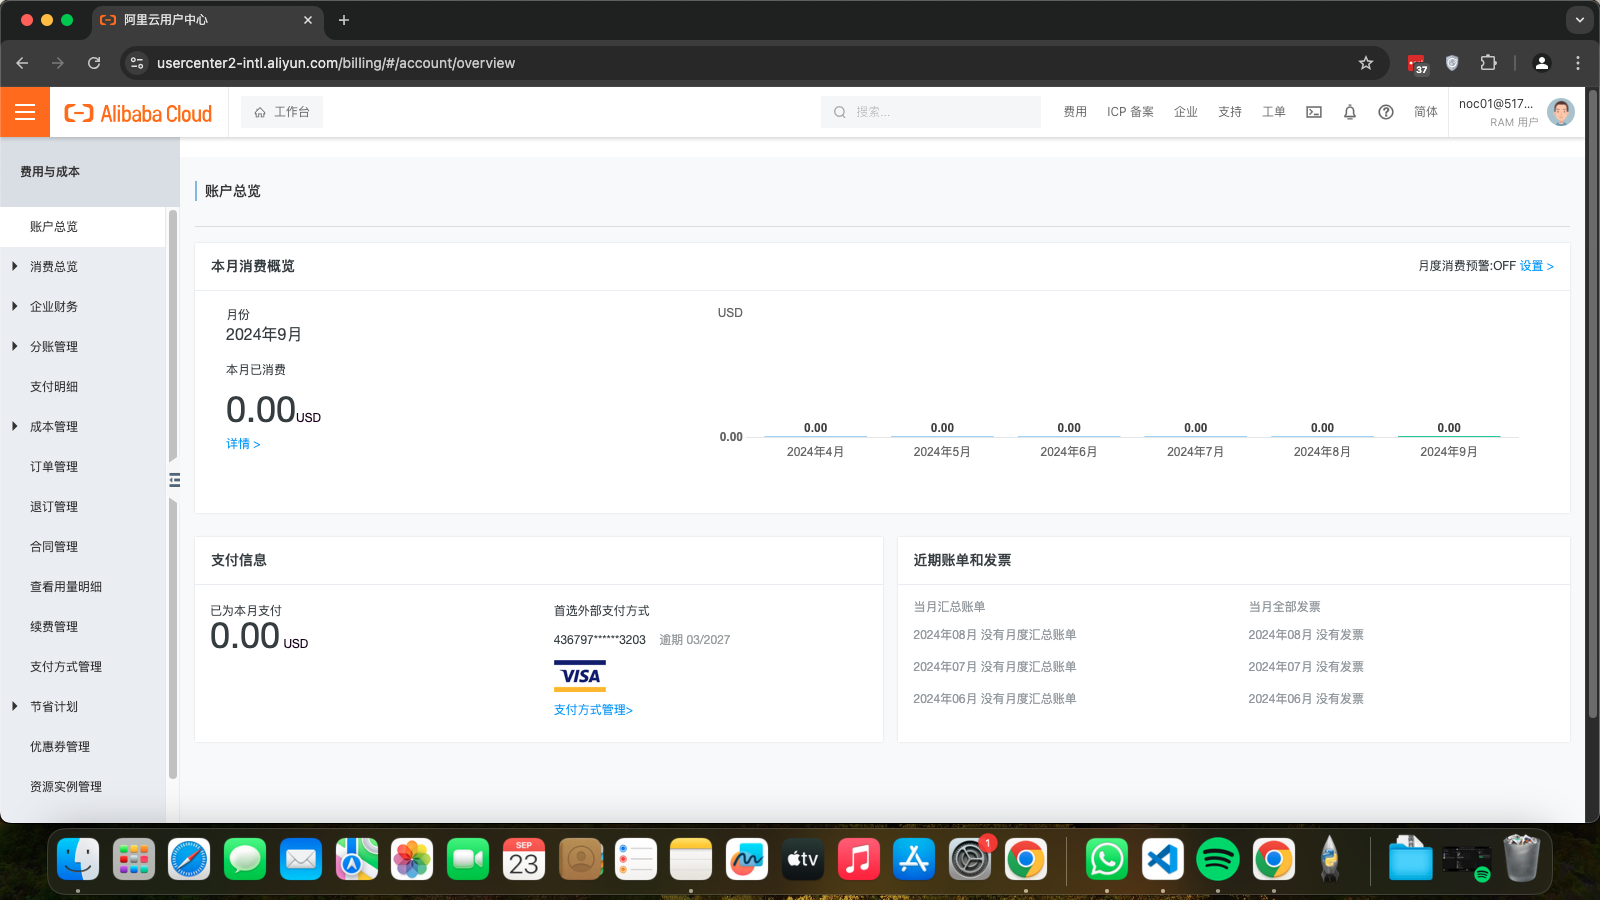 阿里云用户中心
usercenter2-intl.aliyun.com/billing/#/account/overview
37
Alibaba Cloud
工作台
搜索...
费用
ICP 备案
企业
支持
工单
简体
noc01@517...
RAM 用户
费用与成本
账户总览
消费总览
企业财务
分账管理
支付明细
成本管理
订单管理
退订管理
合同管理
查看用量明细
续费管理
支付方式管理
节省计划
优惠券管理
资源实例管理
账户总览
本月消费概览
月度消费预警:OFF 设置 >
月份
2024年9月
本月已消费
0.00USD
详情 >
USD
0.00
0.00 0.00 0.00 0.00 0.00 0.00
2024年4月 2024年5月 2024年6月 2024年7月 2024年8月 2024年9月
支付信息
已为本月支付
0.00 USD
首选外部支付方式
436797******3203 逾期 03/2027
VISA
支付方式管理>
近期账单和发票
当月汇总账单
2024年08月 没有月度汇总账单
2024年07月 没有月度汇总账单
2024年06月 没有月度汇总账单
当月全部发票
2024年08月 没有发票
2024年07月 没有发票
2024年06月 没有发票
SEP
23
tv
1